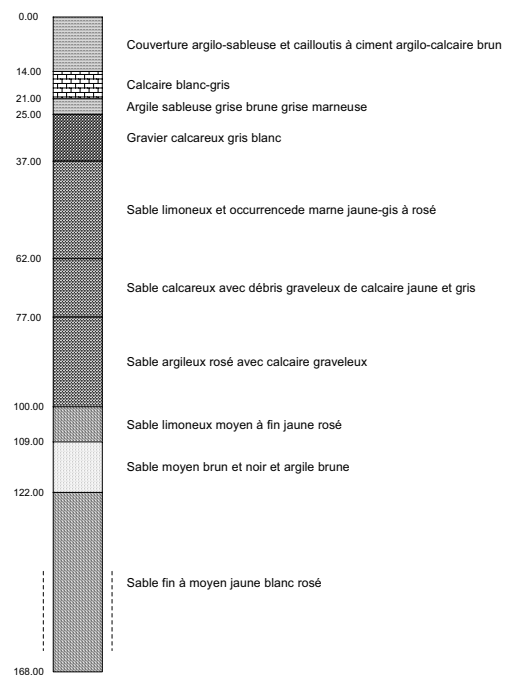 0.00
Couverture argilo-sableuse et cailloutis à ciment argilo-calcaire brun
14.00
Calcaire blanc-gris
21.00
Argile sableuse grise brune grise marneuse
25.00
Gravier calcareux gris blanc
37.00
Sable limoneux et occurrencede marne jaune-gis à rosé
62.00
Sable calcareux avec débris graveleux de calcaire jaune et gris
77.00
Sable argileux rosé avec calcaire graveleux
100.00
Sable limoneux moyen à fin jaune rosé
109.00
Sable moyen brun et noir et argile brune
122.00
Sable fin à moyen jaune blanc rosé
168.00